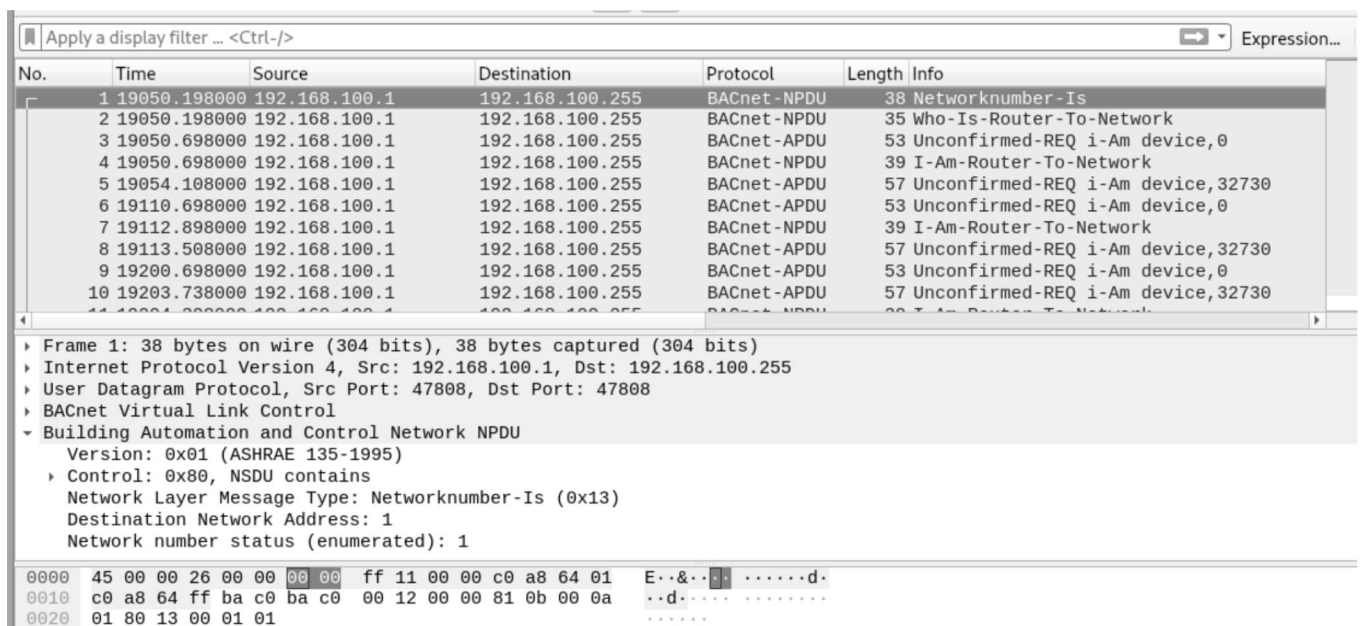 Apply a display filter ... <Ctrl-/> Expression...
No. Time Source Destination Protocol Length Info
1 19050.198000 192.168.100.1 192.168.100.255 BACnet-NPDU 38 Networknumber-Is
2 19050.198000 192.168.100.1 192.168.100.255 BACnet-NPDU 35 Who-Is-Router-To-Network
3 19050.698000 192.168.100.1 192.168.100.255 BACnet-APDU 53 Unconfirmed-REQ i-Am device,0
4 19050.698000 192.168.100.1 192.168.100.255 BACnet-NPDU 39 I-Am-Router-To-Network
5 19054.108000 192.168.100.1 192.168.100.255 BACnet-APDU 57 Unconfirmed-REQ i-Am device,32730
6 19110.698000 192.168.100.1 192.168.100.255 BACnet-APDU 53 Unconfirmed-REQ i-Am device,0
7 19112.898000 192.168.100.1 192.168.100.255 BACnet-NPDU 39 I-Am-Router-To-Network
8 19113.508000 192.168.100.1 192.168.100.255 BACnet-APDU 57 Unconfirmed-REQ i-Am device,32730
9 19200.698000 192.168.100.1 192.168.100.255 BACnet-APDU 53 Unconfirmed-REQ i-Am device,0
10 19203.738000 192.168.100.1 192.168.100.255 BACnet-APDU 57 Unconfirmed-REQ i-Am device,32730
Frame 1: 38 bytes on wire (304 bits), 38 bytes captured (304 bits)
Internet Protocol Version 4, Src: 192.168.100.1, Dst: 192.168.100.255
User Datagram Protocol, Src Port: 47808, Dst Port: 47808
BACnet Virtual Link Control
Building Automation and Control Network NPDU
Version: 0x01 (ASHRAE 135-1995)
Control: 0x80, NSDU contains
Network Layer Message Type: Networknumber-Is (0x13)
Destination Network Address: 1
Network number status (enumerated): 1
0000 45 00 00 26 00 00 00 00 ff 11 00 00 c0 a8 64 01 E··&···· ······d·
0010 c0 a8 64 ff ba c0 ba c0 00 12 00 00 81 0b 00 0a ··d····· ········
0020 01 80 13 00 01 01 ······